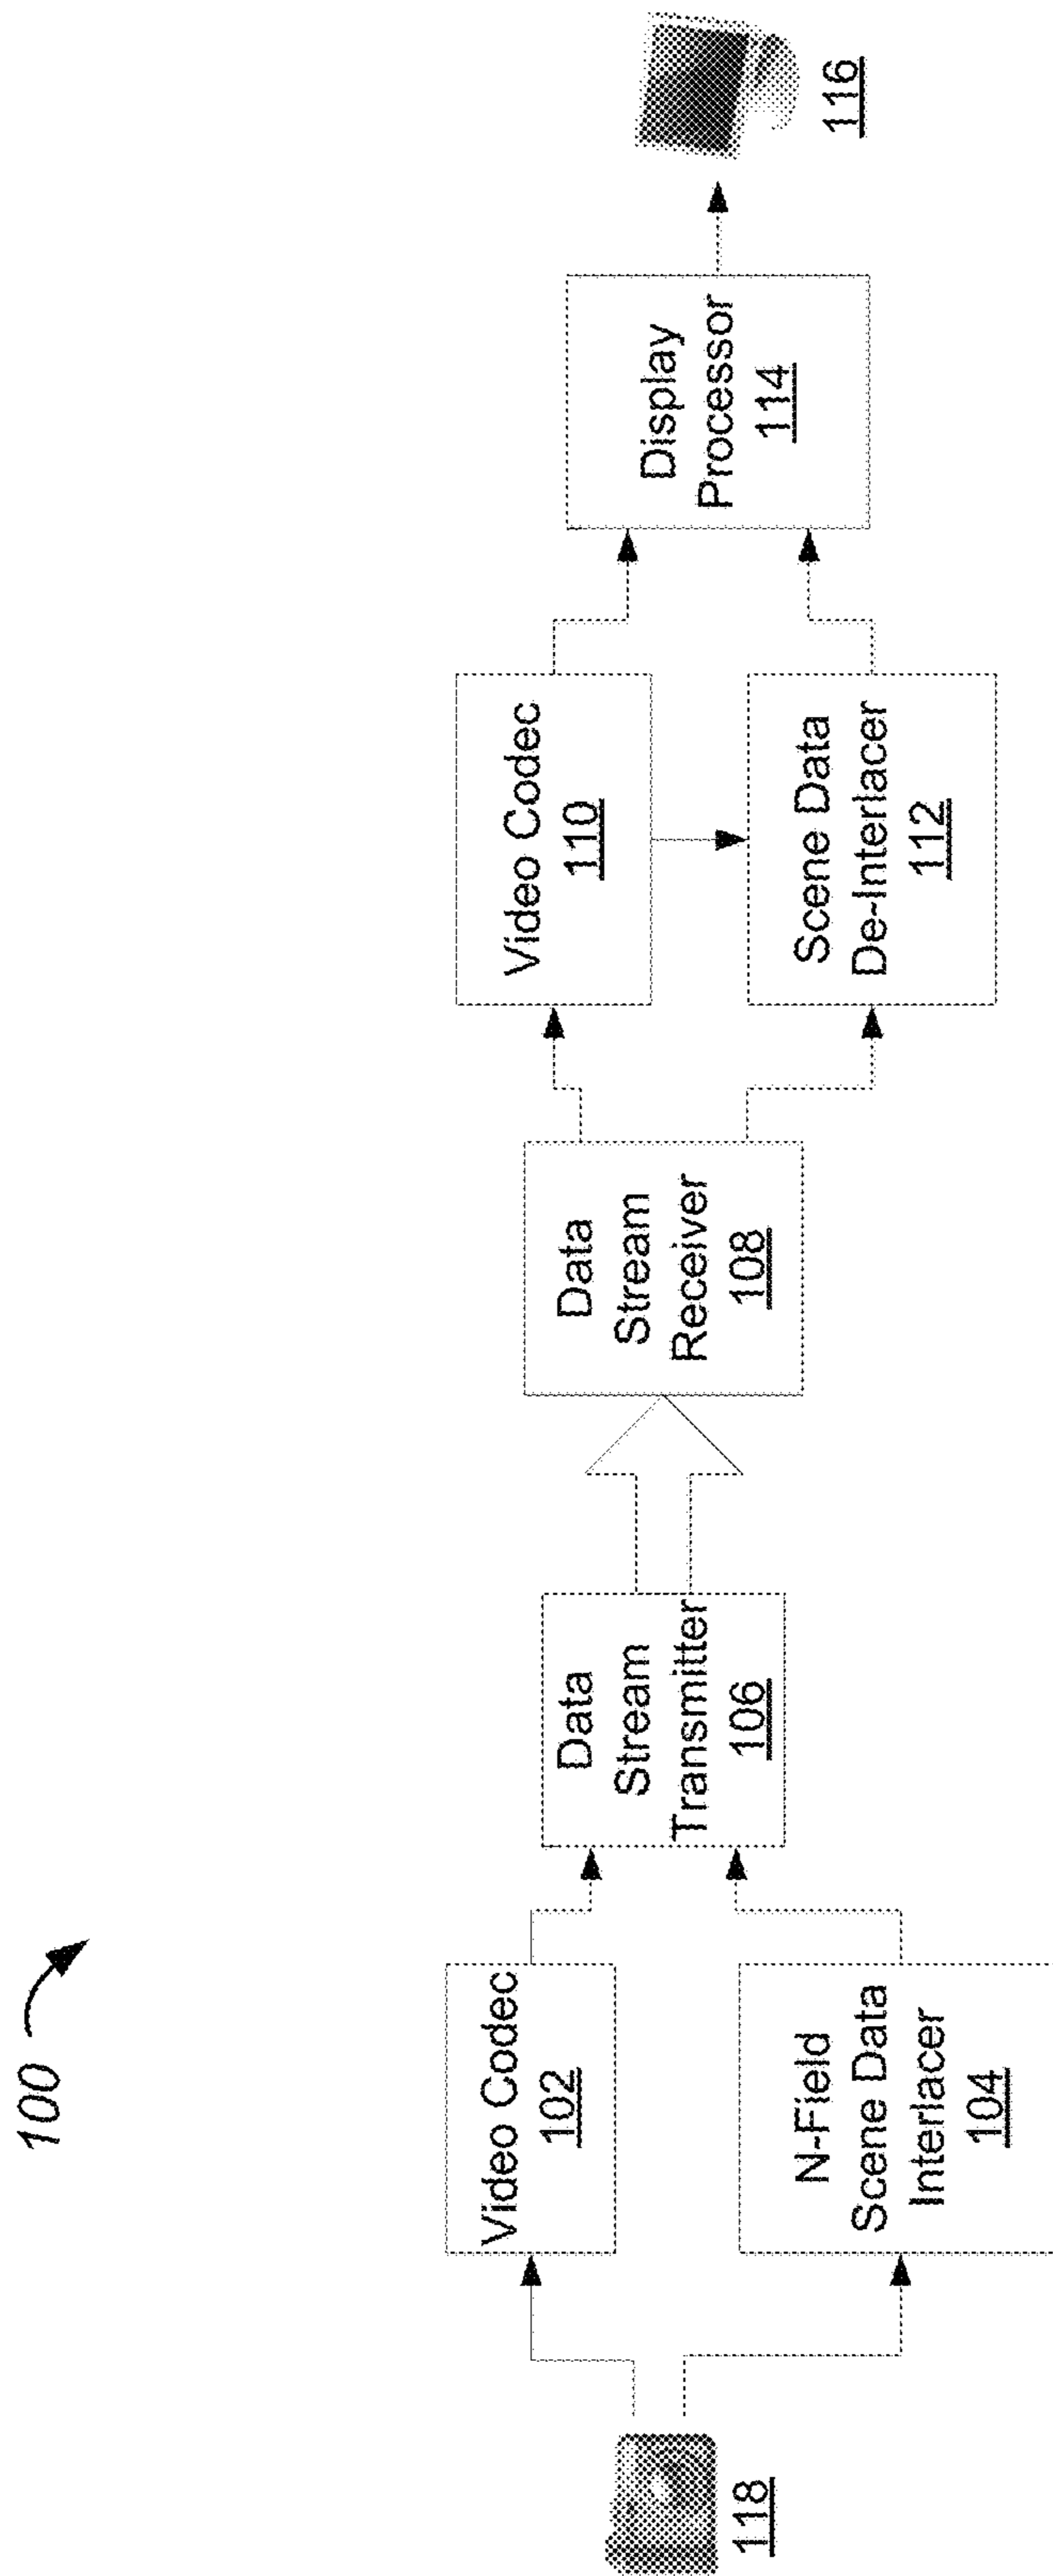 100
118
Video Codec
102
N-Field
Scene Data
Interlacer
104
Data
Stream
Transmitter
106
Data
Stream
Receiver
108
Video Codec
110
Scene Data
De-Interlacer
112
Display
Processor
114
116